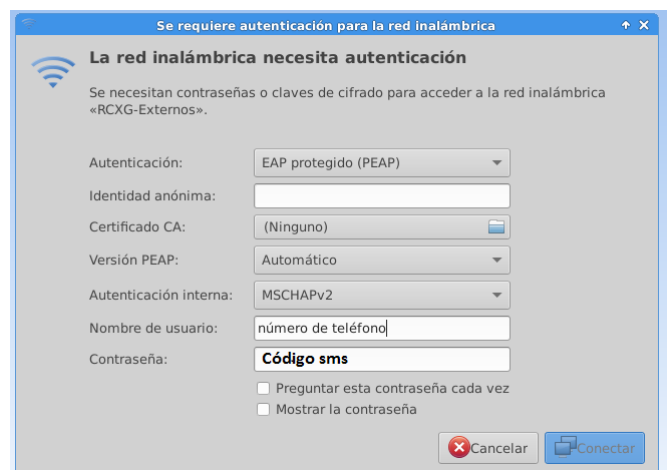 Se requiere autenticación para la red inalámbrica
La red inalámbrica necesita autenticación
Se necesitan contraseñas o claves de cifrado para acceder a la red inalámbrica
«RCXG-Externos».
Autenticación: EAP protegido (PEAP)
Identidad anónima:
Certificado CA: (Ninguno)
Versión PEAP: Automático
Autenticación interna: MSCHAPv2
Nombre de usuario: número de teléfono
Contraseña: Código sms
Preguntar esta contraseña cada vez
Mostrar la contraseña
Cancelar Conectar